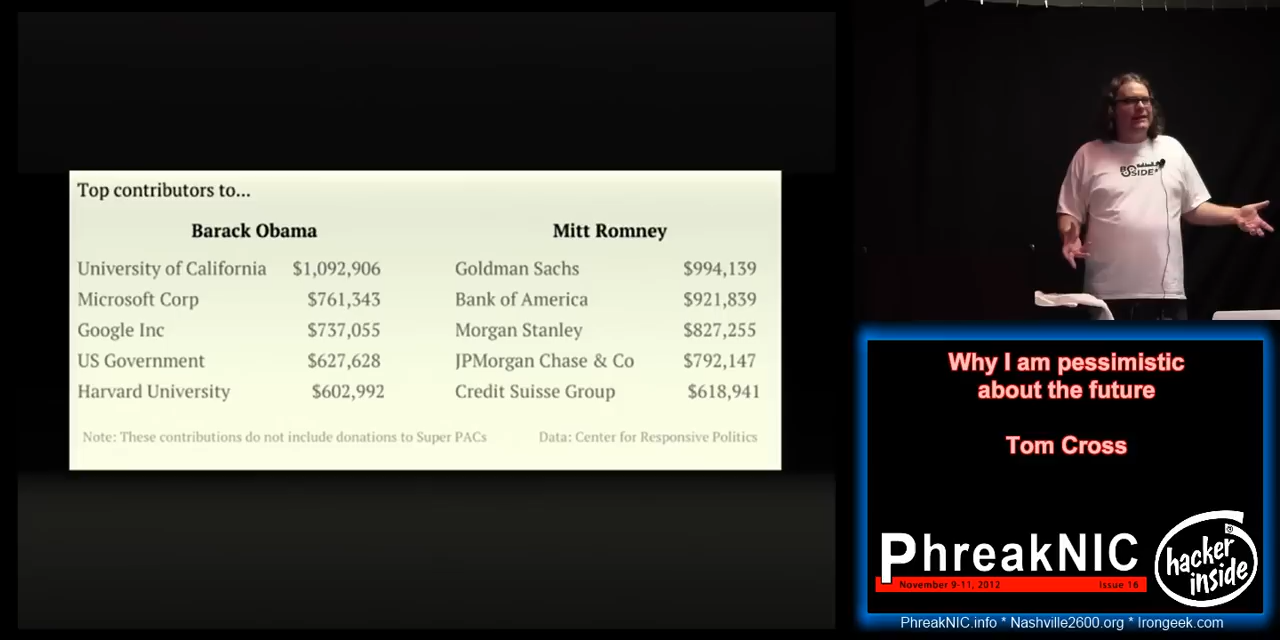 Top contributors to...
Barack Obama Mitt Romney
University of California $1,092,906 Goldman Sachs $994,139
Microsoft Corp $761,343 Bank of America $921,839
Google Inc $737,055 Morgan Stanley $827,255
US Government $627,628 JPMorgan Chase & Co $792,147
Harvard University $602,992 Credit Suisse Group $618,941
Note: These contributions do not include donations to Super PACs Data: Center for Responsive Politics
Why I am pessimistic
about the future
Tom Cross
PhreakNIC
November 9-11, 2012 Issue 16
hacker
inside
PhreakNIC.info * Nashville2600.org * Irongeek.com